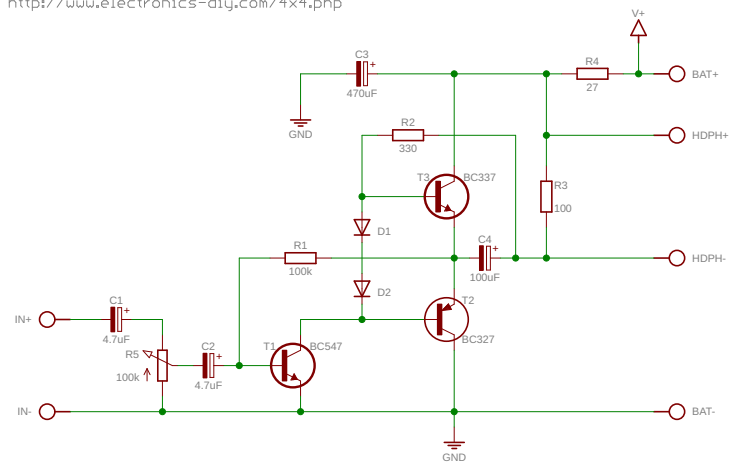 http://www.electronics-diy.com/4x4.php
V+
C3
+
470uF
R4
27
BAT+
GND
R2
330
HDPH+
T3
BC337
R3
100
D1
R1
100k
C4
+
100uF
HDPH-
D2
T2
BC327
IN+
C1
+
4.7uF
R5
100k
C2
+
4.7uF
T1
BC547
IN-
BAT-
GND